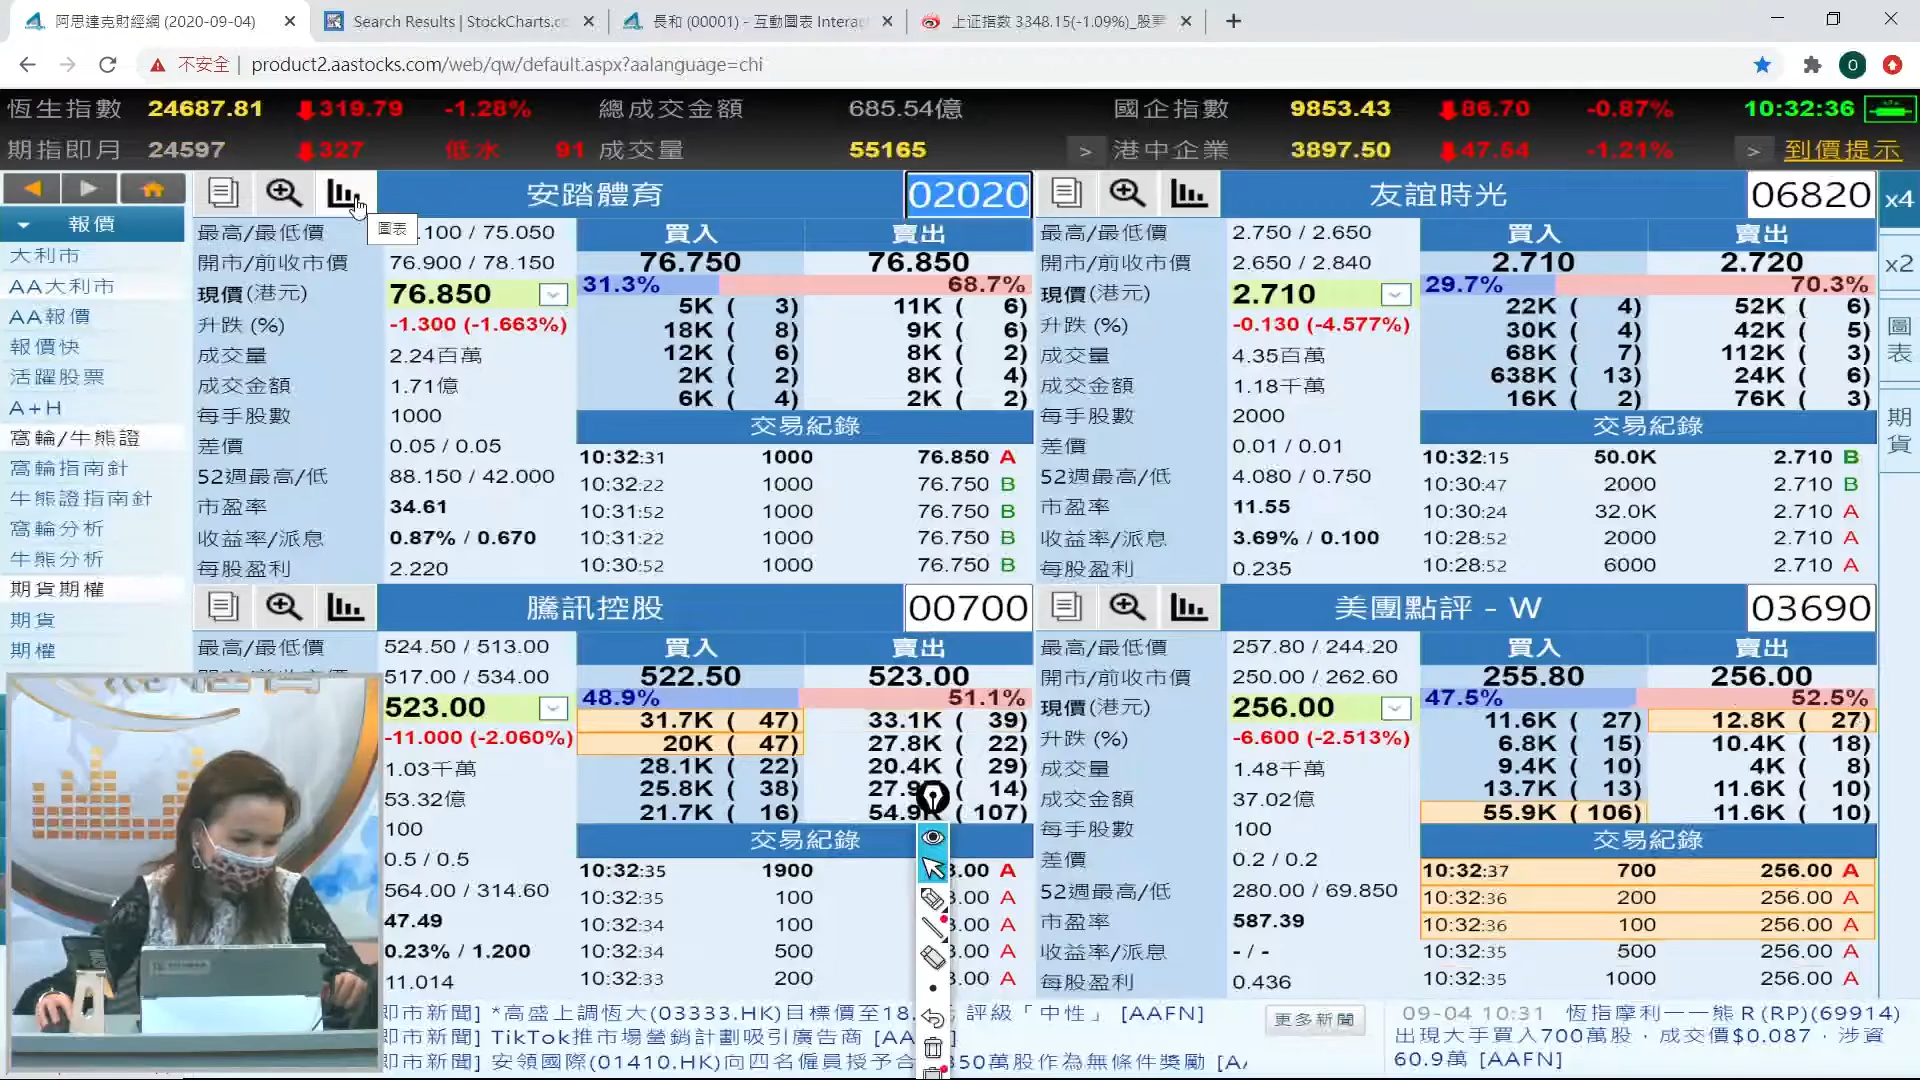 阿思達克財經網 (2020-09-04)
Search Results | StockCharts.c
長和 (00001) - 互動圖表 Intera
上证指数 3348.15(-1.09%)_股
不安全 | product2.aastocks.com/web/qw/default.aspx?aalanguage=chi
恆生指數 24687.81 319.79 -1.28% 總成交金額 685.54億 國企指數 9853.43 86.70 -0.87% 10:32:36
期指即月 24597 327 低水 91 成交量 55165 > 港中企業 3897.50 47.54 -1.21% > 到價提示
報價
大利市
AA大利市
AA報價
報價快
活躍股票
A+H
窩輪/牛熊證
窩輪指南針
牛熊證指南針
窩輪分析
牛熊分析
期貨期權
期貨
期權
安踏體育 02020
圖表
最高/最低價 .100 / 75.050
開市/前收市價 76.900 / 78.150
現價(港元) 76.850
升跌 (%) -1.300 (-1.663%)
成交量 2.24百萬
成交金額 1.71億
每手股數 1000
差價 0.05 / 0.05
52週最高/低 88.150 / 42.000
市盈率 34.61
收益率/派息 0.87% / 0.670
每股盈利 2.220
買入 賣出
76.750 76.850
31.3% 68.7%
5K ( 3) 11K ( 6)
18K ( 8) 9K ( 6)
12K ( 6) 8K ( 2)
2K ( 2) 8K ( 4)
6K ( 4) 2K ( 2)
交易紀錄
10:32:31 1000 76.850 A
10:32:22 1000 76.750 B
10:31:52 1000 76.750 B
10:31:22 1000 76.750 B
10:30:52 1000 76.750 B
友誼時光 06820
最高/最低價 2.750 / 2.650
開市/前收市價 2.650 / 2.840
現價(港元) 2.710
升跌 (%) -0.130 (-4.577%)
成交量 4.35百萬
成交金額 1.18千萬
每手股數 2000
差價 0.01 / 0.01
52週最高/低 4.080 / 0.750
市盈率 11.55
收益率/派息 3.69% / 0.100
每股盈利 0.235
買入 賣出
2.710 2.720
29.7% 70.3%
22K ( 4) 52K ( 6)
30K ( 4) 42K ( 5)
68K ( 7) 112K ( 3)
638K ( 13) 24K ( 6)
16K ( 2) 76K ( 3)
交易紀錄
10:32:15 50.0K 2.710 B
10:30:47 2000 2.710 B
10:30:24 32.0K 2.710 A
10:28:52 2000 2.710 A
10:28:52 6000 2.710 A
x4
x2
圖表
期貨
騰訊控股 00700
最高/最低價 524.50 / 513.00
517.00 / 534.00
523.00
-11.000 (-2.060%)
1.03千萬
53.32億
100
0.5 / 0.5
564.00 / 314.60
47.49
0.23% / 1.200
11.014
買入 賣出
522.50 523.00
48.9% 51.1%
31.7K ( 47) 33.1K ( 39)
20K ( 47) 27.8K ( 22)
28.1K ( 22) 20.4K ( 29)
25.8K ( 38) 27.9 ( 14)
21.7K ( 16) 54.9K (107)
交易紀錄
10:32:35 1900 3.00 A
10:32:35 100 3.00 A
10:32:34 100 3.00 A
10:32:34 500 3.00 A
10:32:33 200 3.00 A
美團點評 - W 03690
最高/最低價 257.80 / 244.20
開市/前收市價 250.00 / 262.60
現價(港元) 256.00
升跌 (%) -6.600 (-2.513%)
成交量 1.48千萬
成交金額 37.02億
每手股數 100
差價 0.2 / 0.2
52週最高/低 280.00 / 69.850
市盈率 587.39
收益率/派息 - / -
每股盈利 0.436
買入 賣出
255.80 256.00
47.5% 52.5%
11.6K ( 27) 12.8K ( 27)
6.8K ( 15) 10.4K ( 18)
9.4K ( 10) 4K ( 8)
13.7K ( 13) 11.6K ( 10)
55.9K ( 106) 11.6K ( 10)
交易紀錄
10:32:37 700 256.00 A
10:32:36 200 256.00 A
10:32:36 100 256.00 A
10:32:35 500 256.00 A
10:32:35 1000 256.00 A
即市新聞] *高盛上調恆大(03333.HK)目標價至18. 評級「中性」 [AAFN]
即市新聞] TikTok推市場營銷計劃吸引廣告商 [AA
即市新聞] 安領國際(01410.HK)向四名僱員授予合 350萬股作為無條件獎勵 [A
更多新聞
09-04 10:31 恆指摩利一一熊R(RP)(69914)
出現大手買入700萬股，成交價$0.087，涉資
60.9萬 [AAFN]